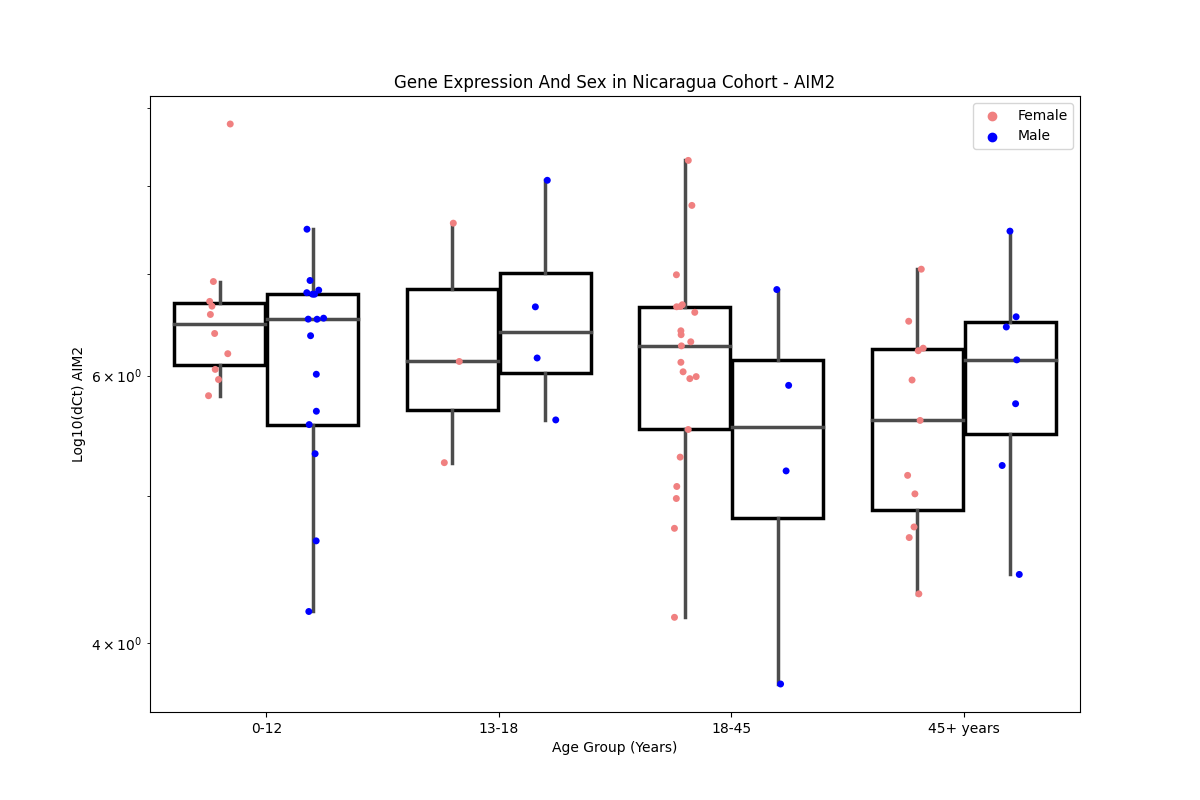 Gene Expression And Sex in Nicaragua Cohort - AIM2
Female
Male
Log10(dCt) AIM2
6 × 10⁰
4 × 10⁰
0-12
13-18
18-45
45+ years
Age Group (Years)